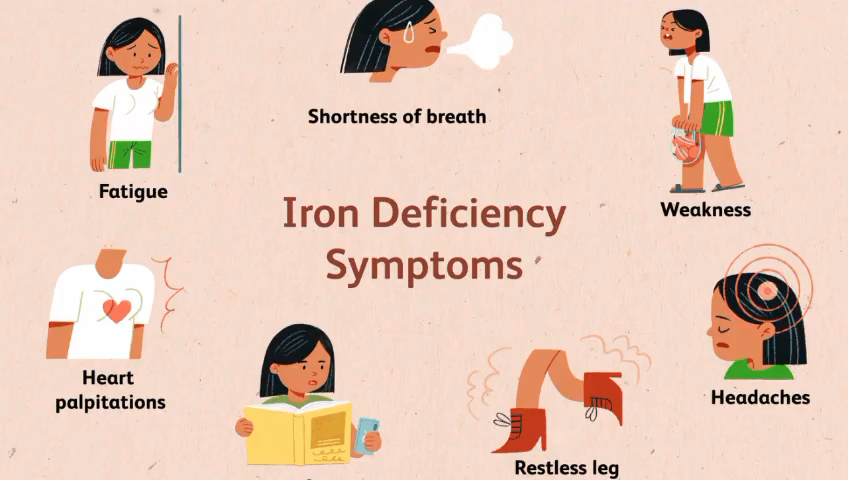 Shortness of breath
Fatigue
Weakness
Iron Deficiency
Symptoms
Heart
palpitations
Headaches
Restless leg